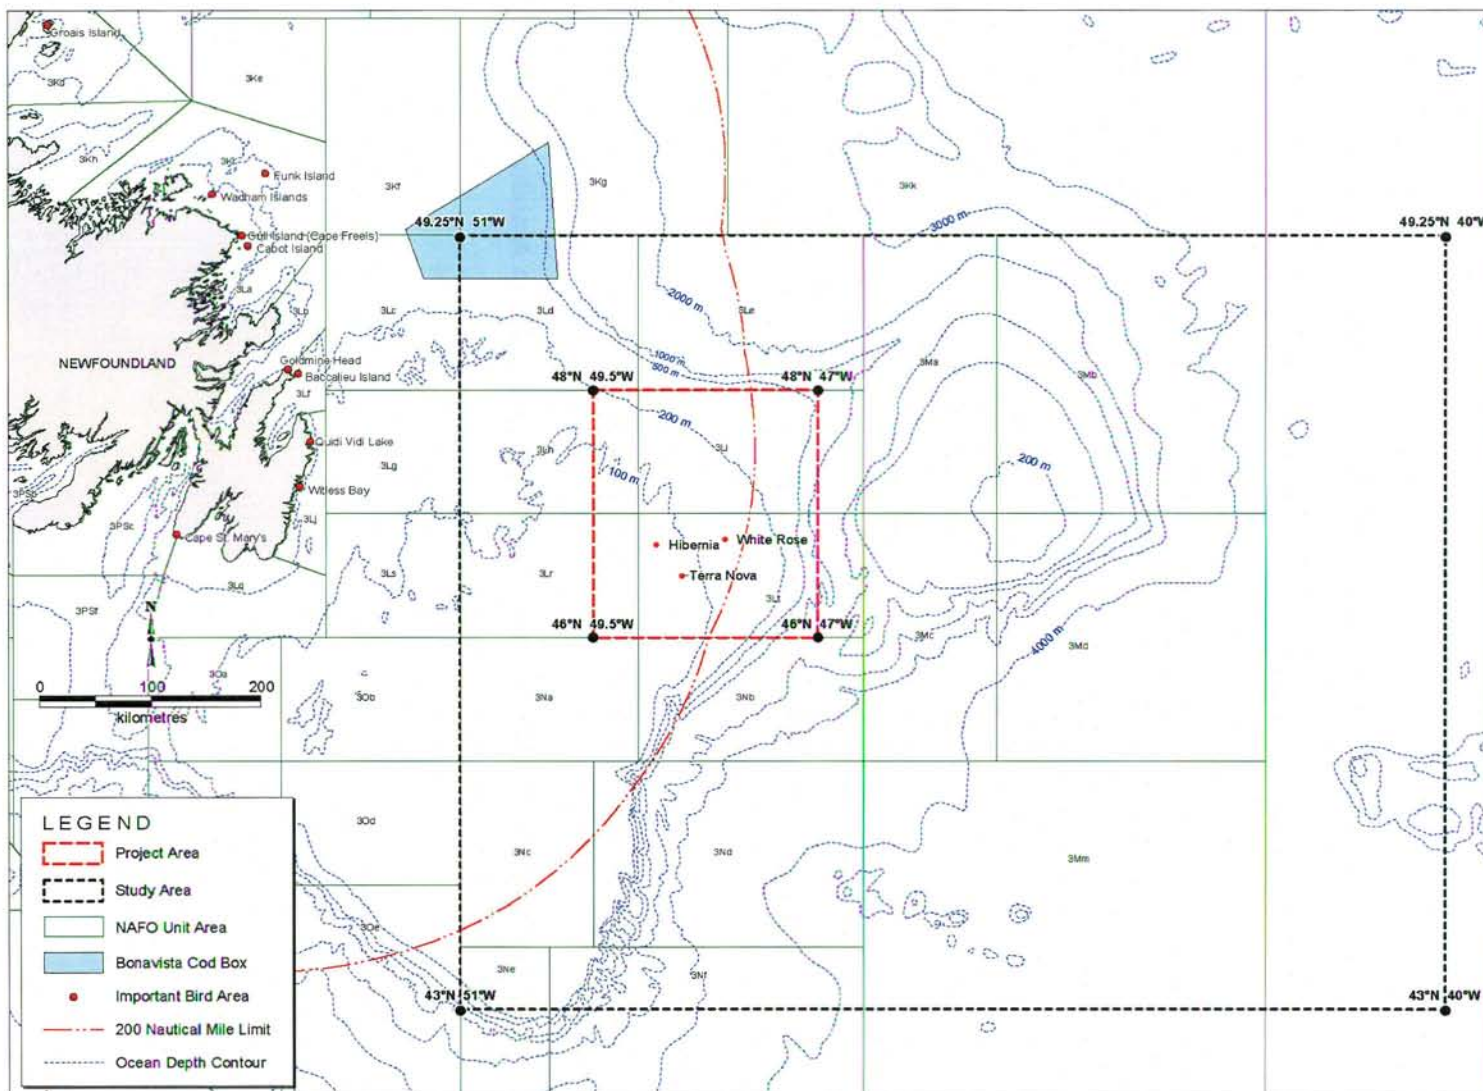 Groais Island
3Kd
3Ke
3Kh
3Ki
Funk Island
Wadham Islands
3Kf
3Kg
3Kk
3000 m
49.25°N 51°W
49.25°N 40°W
Gull Island (Cape Freels)
Cabot Island
3La
3Lb
3Lc
3Ld
2000 m
3Le
NEWFOUNDLAND
Goldmine Head
Baccalieu Island
1000 m
500 m
3Ma
3Mb
48°N 49.5°W
48°N 47°W
3Lf
200 m
Quidi Vidi Lake
3Lg
3Lh
3Li
100 m
200 m
3PSb
Witless Bay
3PSc
3Lj
Cape St. Mary's
Hibernia
White Rose
3Ls
3Lr
Terra Nova
3Lq
3Lt
3PSf
N
46°N 49.5°W
46°N 47°W
3Mc
3Md
4000 m
3Oa
0 100 200
kilometres
3Ob
3Na
3Nb
3Od
3Nc
3Nd
3Mm
3Oe
3Ne
3Nf
43°N 51°W
43°N 40°W
LEGEND
Project Area
Study Area
NAFO Unit Area
Bonavista Cod Box
Important Bird Area
200 Nautical Mile Limit
Ocean Depth Contour